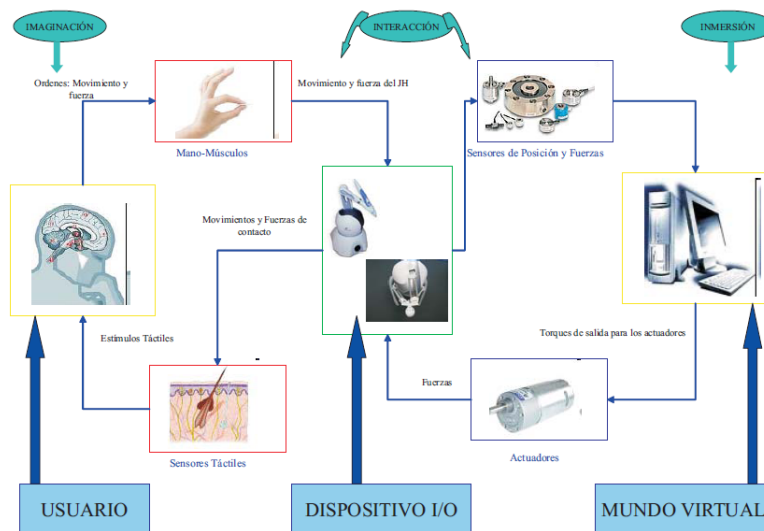 IMAGINACIÓN
INTERACCIÓN
INMERSIÓN
Ordenes: Movimiento y
fuerza
Movimiento y fuerza del JH
Mano-Músculos
Sensores de Posición y Fuerzas
Movimientos y Fuerzas de
contacto
Estímulos Táctiles
Torques de salida para los actuadores
Fuerzas
Sensores Táctiles
Actuadores
USUARIO
DISPOSITIVO I/O
MUNDO VIRTUAL